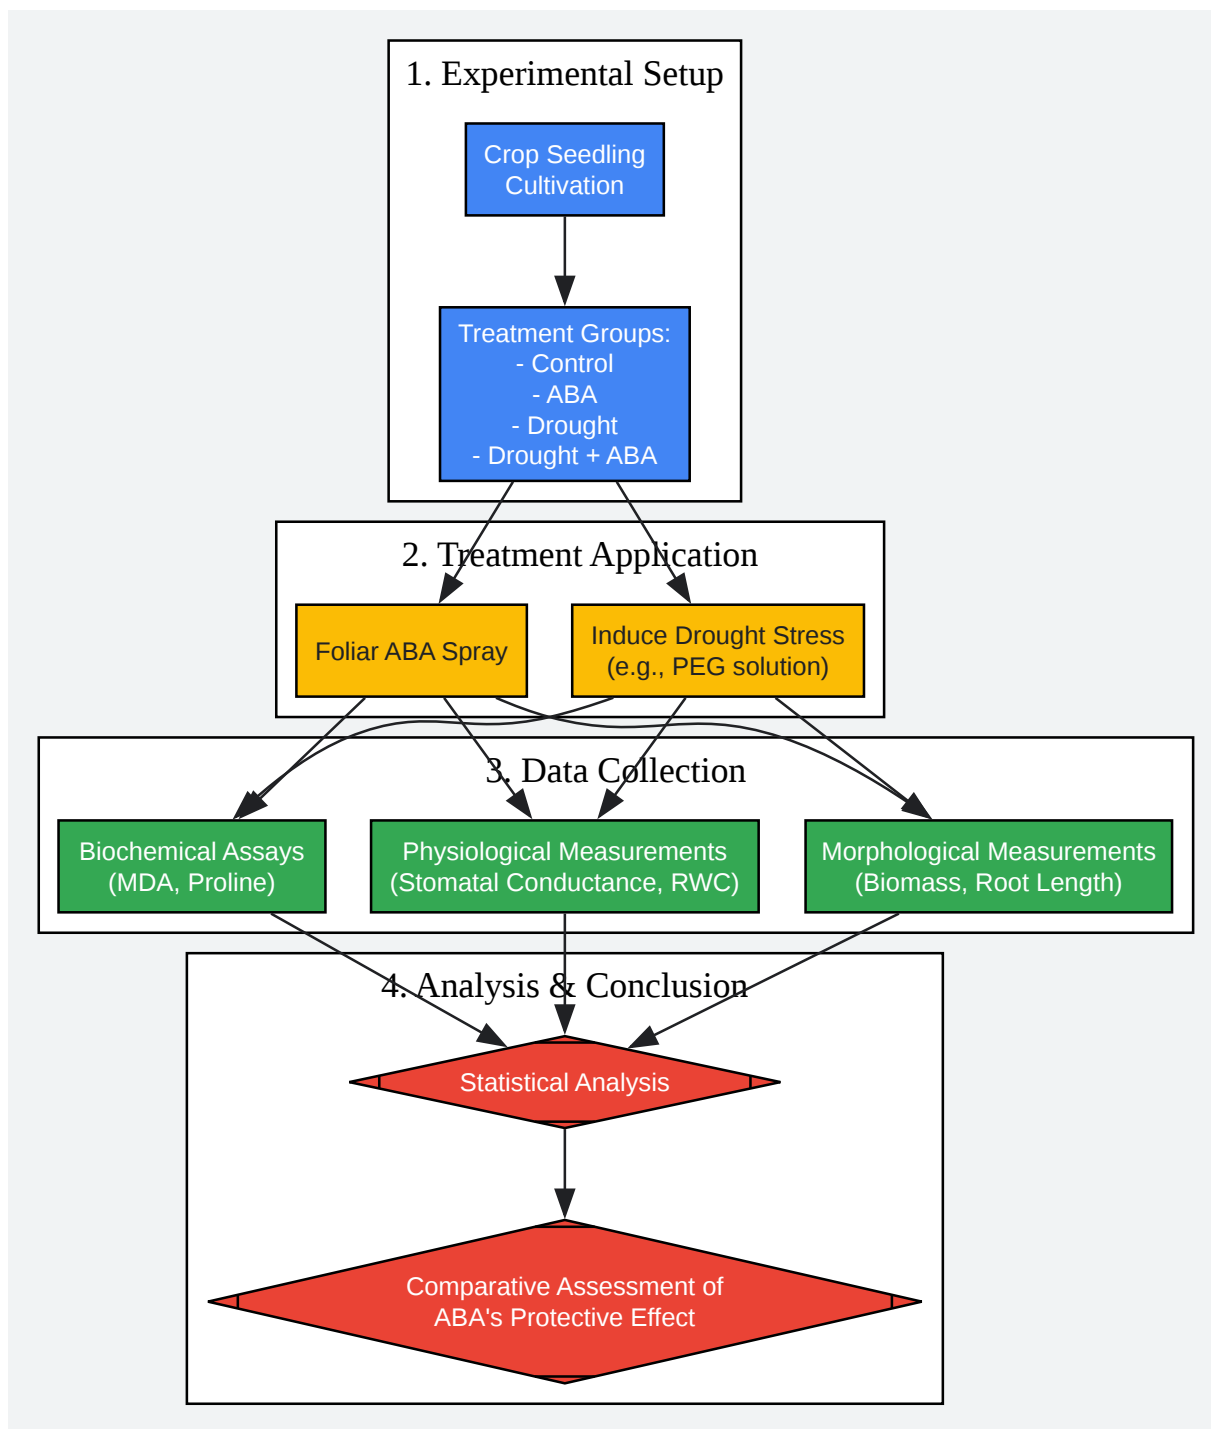 1. Experimental Setup
Crop Seedling
Cultivation
Treatment Groups:
- Control
- ABA
- Drought
- Drought + ABA
2. Treatment Application
Foliar ABA Spray
Induce Drought Stress
(e.g., PEG solution)
3. Data Collection
Biochemical Assays
(MDA, Proline)
Physiological Measurements
(Stomatal Conductance, RWC)
Morphological Measurements
(Biomass, Root Length)
4. Analysis & Conclusion
Statistical Analysis
Comparative Assessment of
ABA's Protective Effect